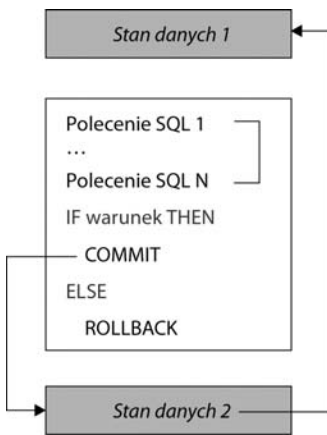 Stan danych 1
Polecenie SQL 1
...
Polecenie SQL N
IF warunek THEN
COMMIT
ELSE
ROLLBACK
Stan danych 2